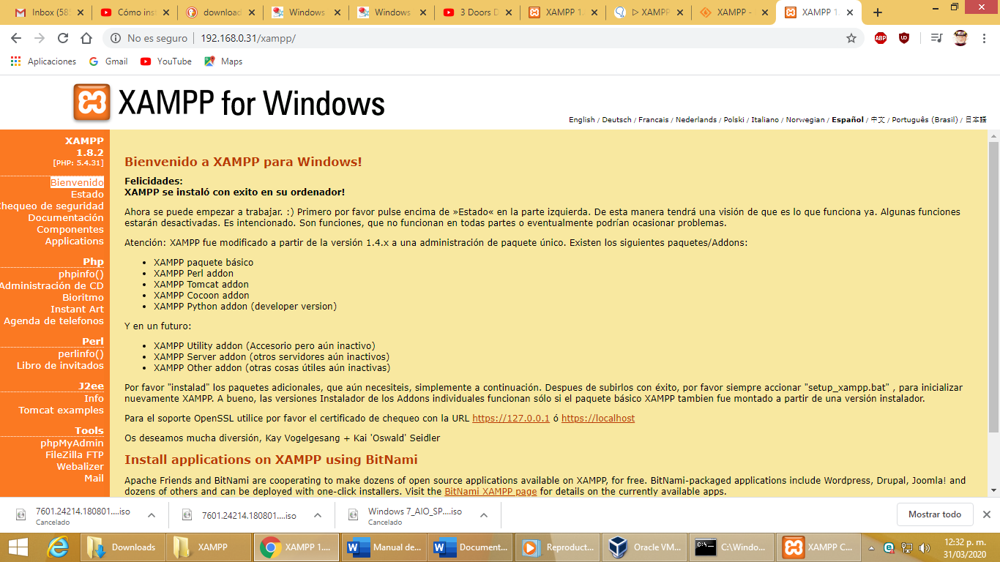 Inbox (58
Cómo ins
download
Windows
Windows
3 Doors D
XAMPP 1.
▷ XAMPP
XAMPP -
XAMPP 1.
No es seguro | 192.168.0.31/xampp/
ABP
Aplicaciones
Gmail
YouTube
Maps
XAMPP for Windows
English / Deutsch / Francais / Nederlands / Polski / Italiano / Norwegian / Español / 中文 / Português (Brasil) / 日本語
XAMPP
1.8.2
[PHP: 5.4.31]
Bienvenido
Estado
Chequeo de seguridad
Documentación
Componentes
Applications
Php
phpinfo()
Administración de CD
Bioritmo
Instant Art
Agenda de telefonos
Perl
perlinfo()
Libro de invitados
J2ee
Info
Tomcat examples
Tools
phpMyAdmin
FileZilla FTP
Webalizer
Mail
Bienvenido a XAMPP para Windows!
Felicidades:
XAMPP se instaló con exito en su ordenador!
Ahora se puede empezar a trabajar. :) Primero por favor pulse encima de »Estado« en la parte izquierda. De esta manera tendrá una visión de que es lo que funciona ya. Algunas funciones
estarán desactivadas. Es intencionado. Son funciones, que no funcionan en todas partes o eventualmente podrían ocasionar problemas.
Atención: XAMPP fue modificado a partir de la versión 1.4.x a una administración de paquete único. Existen los siguientes paquetes/Addons:
• XAMPP paquete básico
• XAMPP Perl addon
• XAMPP Tomcat addon
• XAMPP Cocoon addon
• XAMPP Python addon (developer version)
Y en un futuro:
• XAMPP Utility addon (Accesorio pero aún inactivo)
• XAMPP Server addon (otros servidores aún inactivos)
• XAMPP Other addon (otras cosas útiles aún inactivas)
Por favor "instalad" los paquetes adicionales, que aún necesiteis, simplemente a continuación. Despues de subirlos con éxito, por favor siempre accionar "setup_xampp.bat" , para inicializar
nuevamente XAMPP. A bueno, las versiones Instalador de los Addons individuales funcionan sólo si el paquete básico XAMPP tambien fue montado a partir de una versión instalador.
Para el soporte OpenSSL utilice por favor el certificado de chequeo con la URL https://127.0.0.1 ó https://localhost
Os deseamos mucha diversión, Kay Vogelgesang + Kai 'Oswald' Seidler
Install applications on XAMPP using BitNami
Apache Friends and BitNami are cooperating to make dozens of open source applications available on XAMPP, for free. BitNami-packaged applications include Wordpress, Drupal, Joomla! and
dozens of others and can be deployed with one-click installers. Visit the BitNami XAMPP page for details on the currently available apps.
7601.24214.180801....iso
Cancelado
7601.24214.180801....iso
Windows 7_AIO_SP....iso
Cancelado
Mostrar todo
Downloads
XAMPP
XAMPP 1....
Manual de...
Document...
Reproduct...
Oracle VM...
C:\Windo...
XAMPP C...
12:32 p. m.
31/03/2020